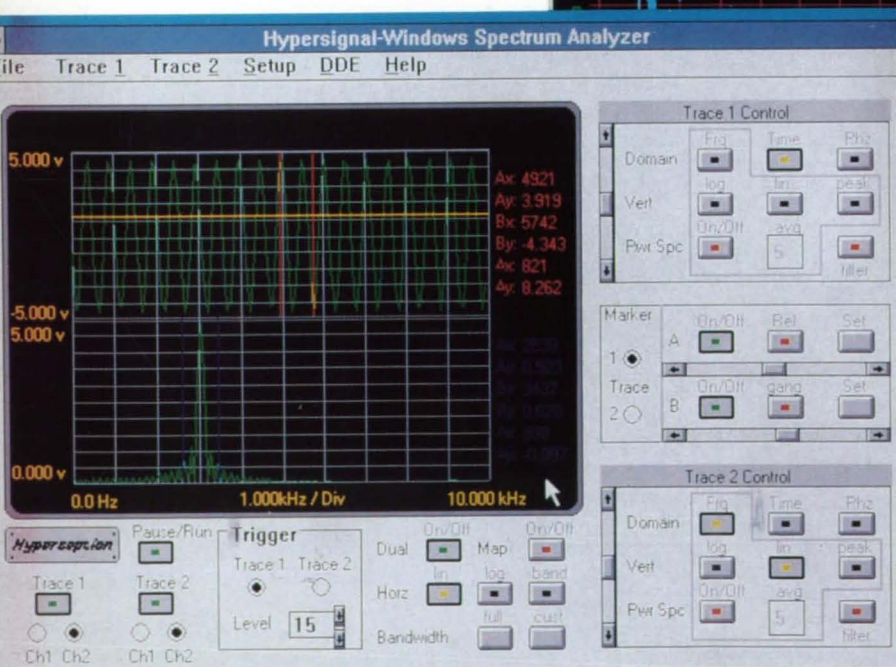 Hypersignal-Windows Spectrum Analyzer
ile Trace 1 Trace 2 Setup DDE Help
5.000 v
-5.000 v
5.000 v
0.000 v
0.0 Hz 1.000kHz / Div 10.000 kHz
Ax: 4921
Ay: 3.919
Bx: 5742
By: -4.343
Δx: 821
Δy: 8.262
Trace 1 Control
Frq Time Phz
Domain
log lin peak
Vert
On/Off avg
Pwr Spc 5
filter
Marker
On/Off Rel Set
A
1
Trace
On/Off gang Set
B
2
Trace 2 Control
Frq Time Phz
Domain
log lin peak
Vert
On/Off avg
Pwr Spc 5
filter
Hyperception
Pause/Run
Trace 1 Trace 2
Ch1 Ch2 Ch1 Ch2
Trigger
Trace 1 Trace 2
Level 15
On/Off On/Off
Dual Map
lin log band
Horz
full cust
Bandwidth